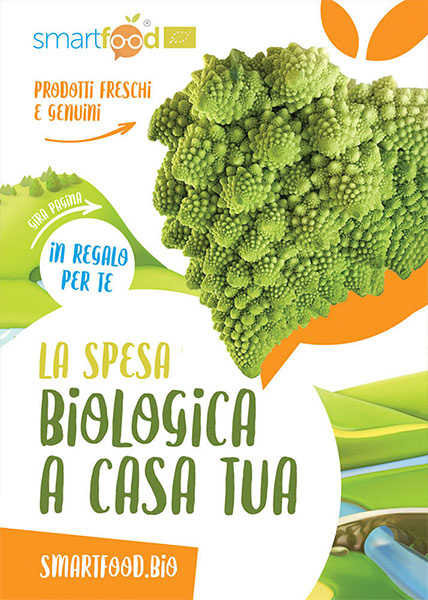 smartfood®
PRODOTTI FRESCHI
E GENUINI
GIRA PAGINA
IN REGALO
PER TE
LA SPESA
BIOLOGICA
A CASA TUA
SMARTFOOD.BIO